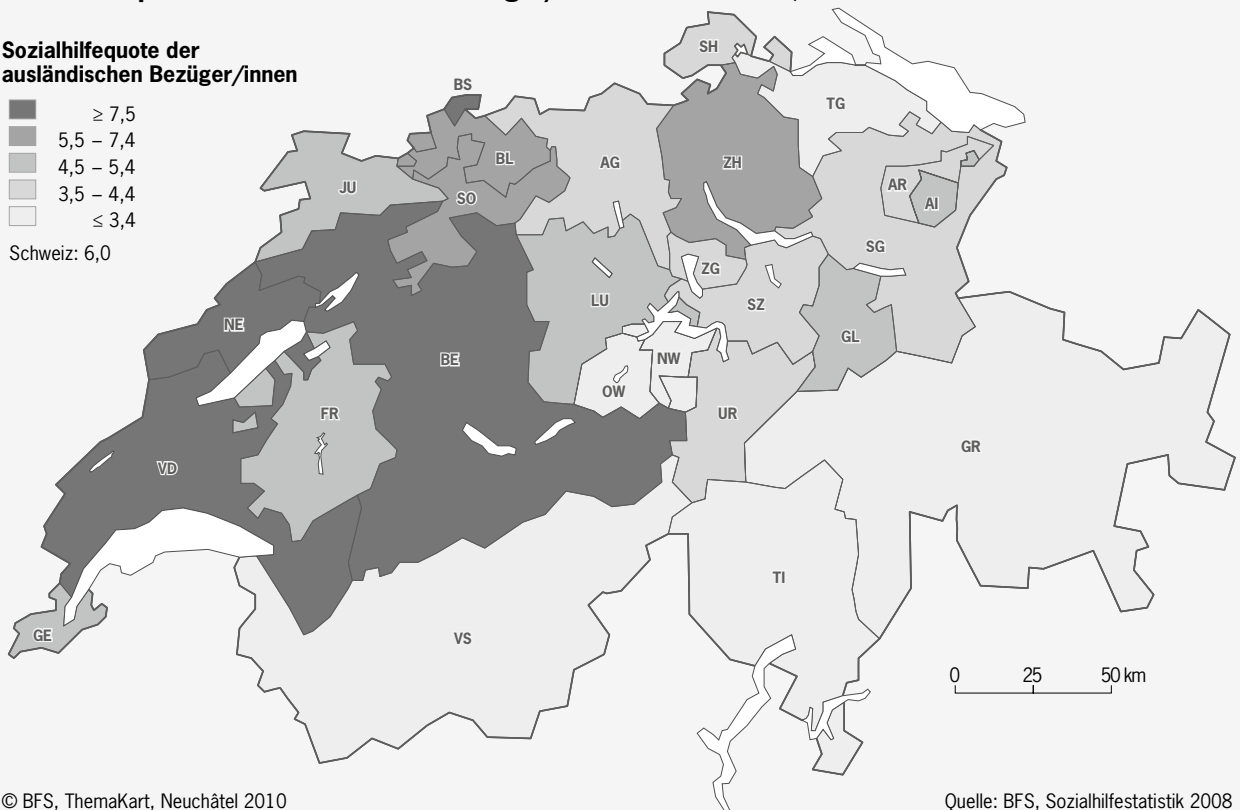 Sozialhilfequote der
ausländischen Bezüger/innen
≥ 7,5
5,5 – 7,4
4,5 – 5,4
3,5 – 4,4
≤ 3,4
Schweiz: 6,0
SH
BS
TG
BL
AG
ZH
JU
SO
AR
AI
SG
ZG
LU
SZ
NE
GL
BE
NW
OW
FR
UR
GR
VD
TI
GE
VS
0 25 50 km
© BFS, ThemaKart, Neuchâtel 2010
Quelle: BFS, Sozialhilfestatistik 2008